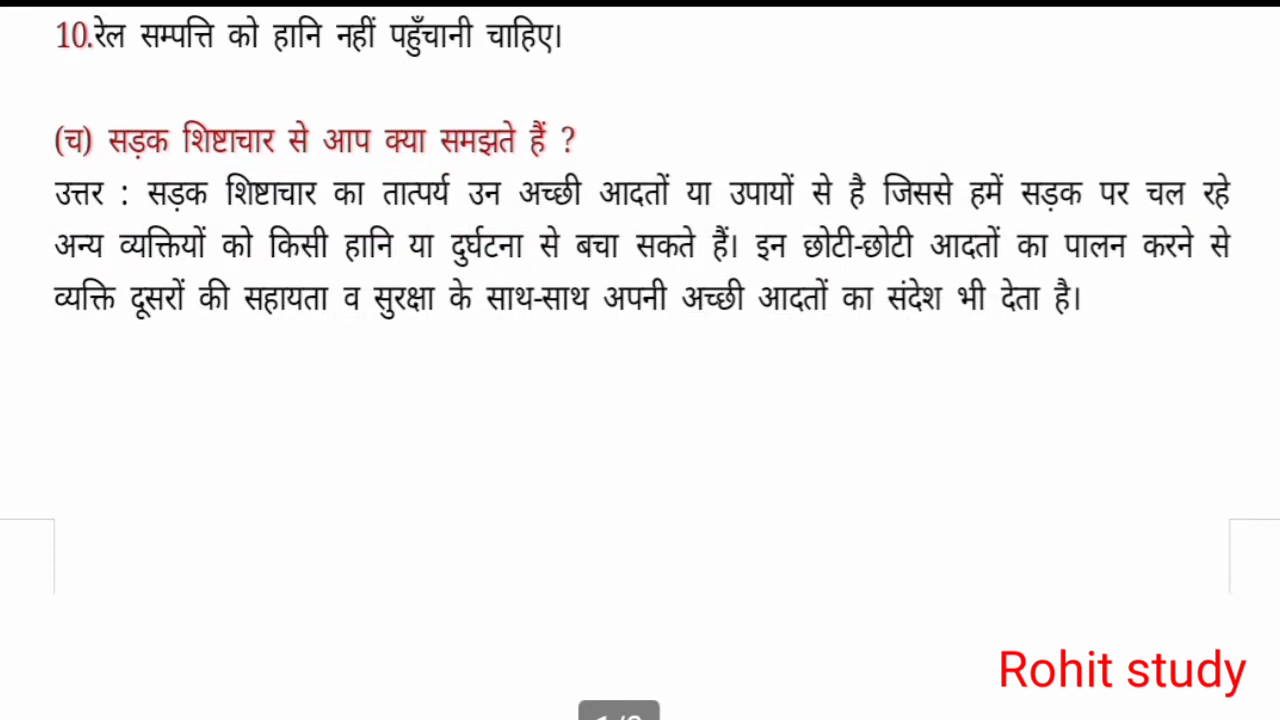 10.रेल सम्पत्ति को हानि नहीं पहुँचानी चाहिए।
(च) सड़क शिष्टाचार से आप क्या समझते हैं ?
उत्तर : सड़क शिष्टाचार का तात्पर्य उन अच्छी आदतों या उपायों से है जिससे हमें सड़क पर चल रहे
अन्य व्यक्तियों को किसी हानि या दुर्घटना से बचा सकते हैं। इन छोटी-छोटी आदतों का पालन करने से
व्यक्ति दूसरों की सहायता व सुरक्षा के साथ-साथ अपनी अच्छी आदतों का संदेश भी देता है।
Rohit study